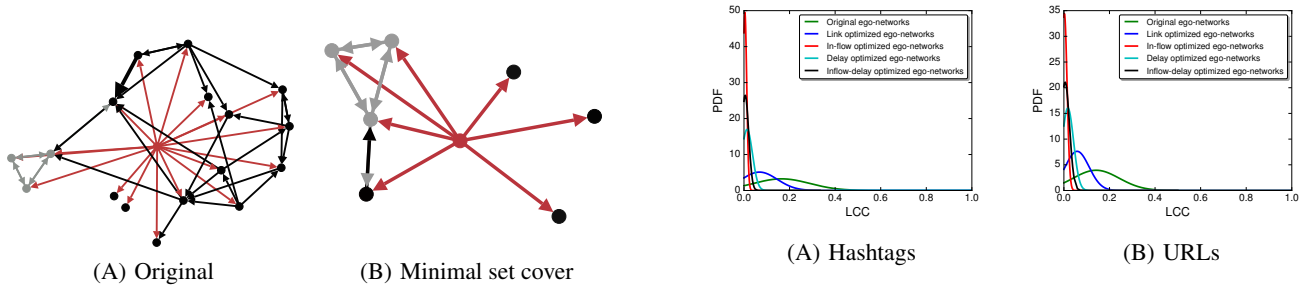 (A) Original
(B) Minimal set cover
50
40
30
20
10
0
PDF
0.0 0.2 0.4 0.6 0.8 1.0
LCC
Original ego-networks
Link optimized ego-networks
In-flow optimized ego-networks
Delay optimized ego-networks
Inflow-delay optimized ego-networks
(A) Hashtags
35
30
25
20
15
10
5
0
PDF
0.0 0.2 0.4 0.6 0.8 1.0
LCC
Original ego-networks
Link optimized ego-networks
In-flow optimized ego-networks
Delay optimized ego-networks
Inflow-delay optimized ego-networks
(B) URLs